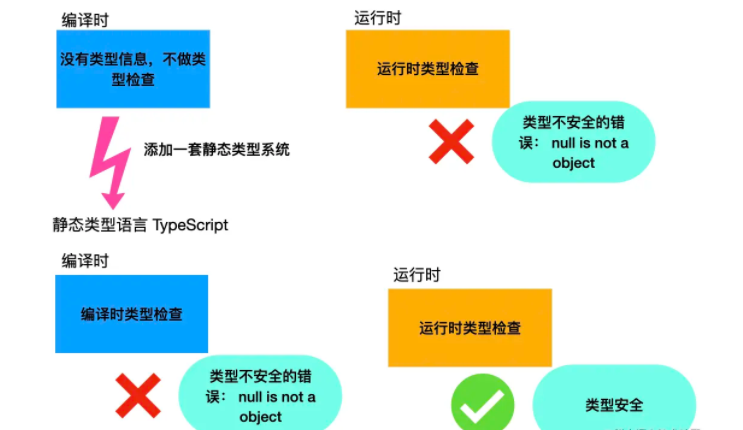 编译时
运行时
没有类型信息，不做类
型检查
运行时类型检查
类型不安全的错
误： null is not a
object
添加一套静态类型系统
静态类型语言 TypeScript
编译时
运行时
编译时类型检查
运行时类型检查
类型不安全的错
误： null is not a
object
类型安全